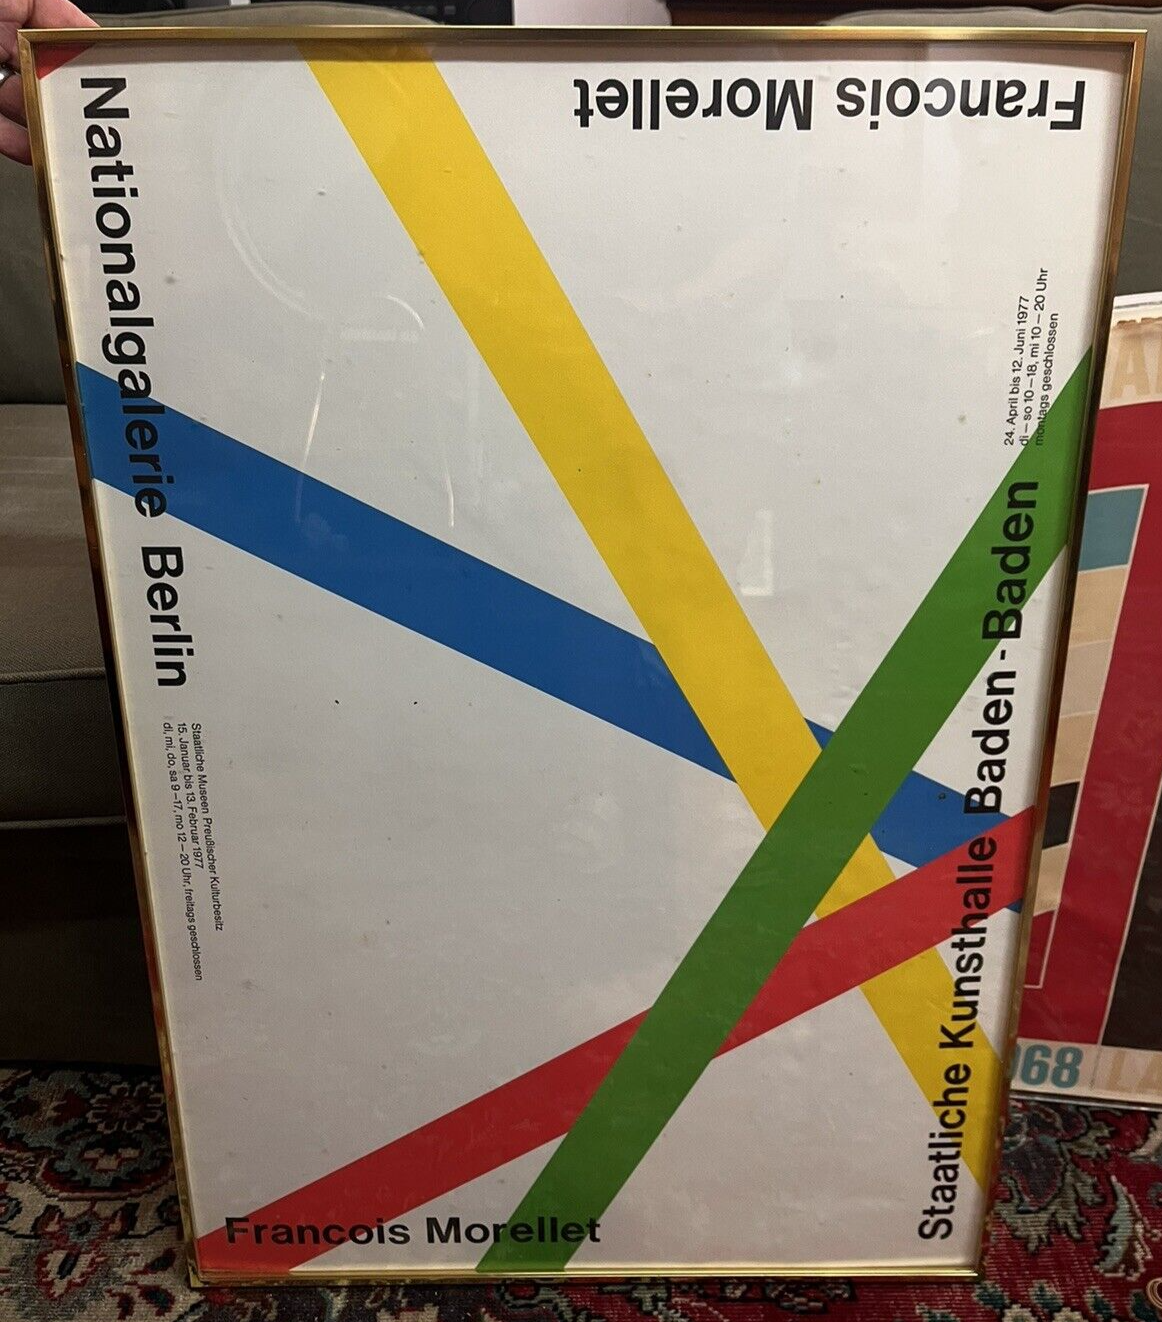 Francois Morellet
Nationalgalerie Berlin
Staatliche Museen Preußischer Kulturbesitz
15. Januar bis 13. Februar 1977
di, mi, do, sa 9–17, mo 12–20 Uhr, freitags geschlossen
Staatliche Kunsthalle Baden-Baden
24. April bis 12. Juni 1977
di – so 10–18, mi 10–20 Uhr
montags geschlossen
Francois Morellet
68
LA